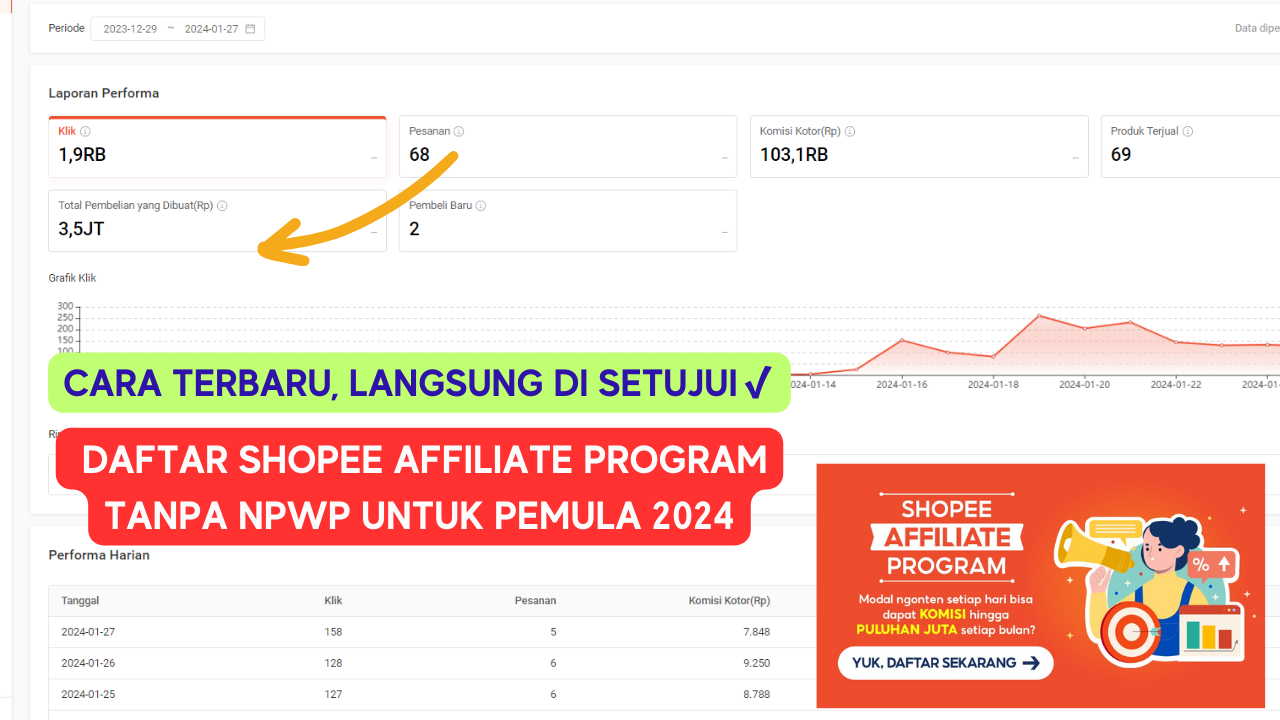 Periode 2023-12-29 ~ 2024-01-27
Data dipe
Laporan Performa
Klik
1,9RB
--
Pesanan
68
--
Komisi Kotor(Rp)
103,1RB
--
Produk Terjual
69
Total Pembelian yang Dibuat(Rp)
3,5JT
--
Pembeli Baru
2
--
Grafik Klik
300
250
200
150
100
2024-01-16 2024-01-18 2024-01-20 2024-01-22
024-01-14
2024-01
CARA TERBARU, LANGSUNG DI SETUJUI √
DAFTAR SHOPEE AFFILIATE PROGRAM
TANPA NPWP UNTUK PEMULA 2024
SHOPEE
AFFILIATE
PROGRAM
Modal ngonten setiap hari bisa
dapat KOMISI hingga
PULUHAN JUTA setiap bulan?
YUK, DAFTAR SEKARANG →
%
Performa Harian
Tanggal Klik Pesanan Komisi Kotor(Rp)
2024-01-27 158 5 7.848
2024-01-26 128 6 9.250
2024-01-25 127 6 8.788